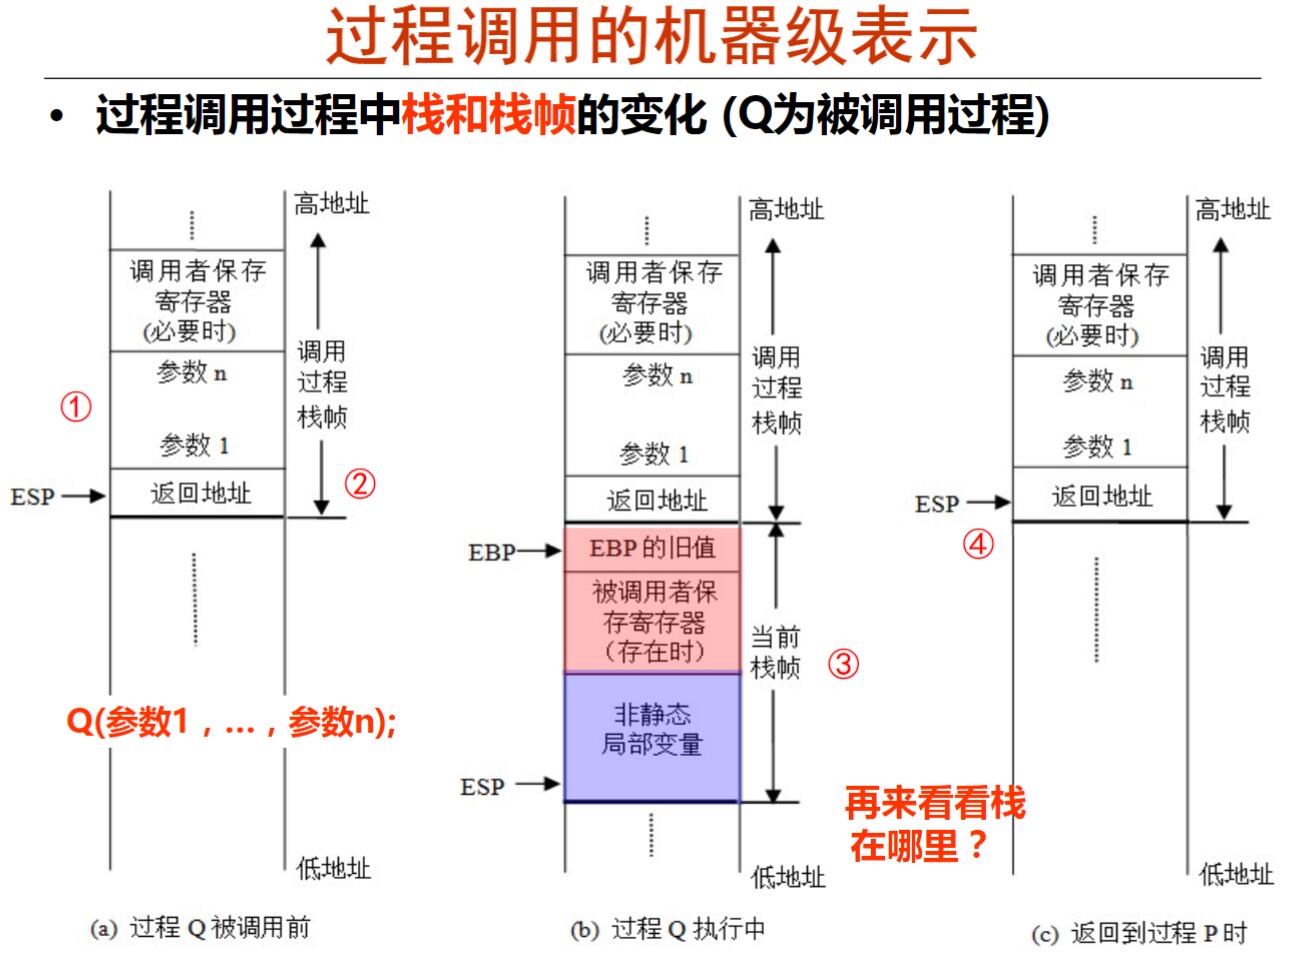 过程调用的机器级表示
• 过程调用过程中栈和栈帧的变化 (Q为被调用过程)
高地址
调用者保存
寄存器
(必要时)
参数 n
参数 1
返回地址
ESP
①
②
调用
过程
栈帧
Q(参数1，…，参数n);
低地址
(a) 过程 Q 被调用前
高地址
调用者保存
寄存器
(必要时)
参数 n
参数 1
返回地址
调用
过程
栈帧
EBP
EBP 的旧值
被调用者保
存寄存器
（存在时）
非静态
局部变量
ESP
当前
栈帧
③
低地址
(b) 过程 Q 执行中
高地址
调用者保存
寄存器
(必要时)
参数 n
参数 1
返回地址
ESP
④
调用
过程
栈帧
再来看看栈
在哪里？
低地址
(c) 返回到过程 P 时